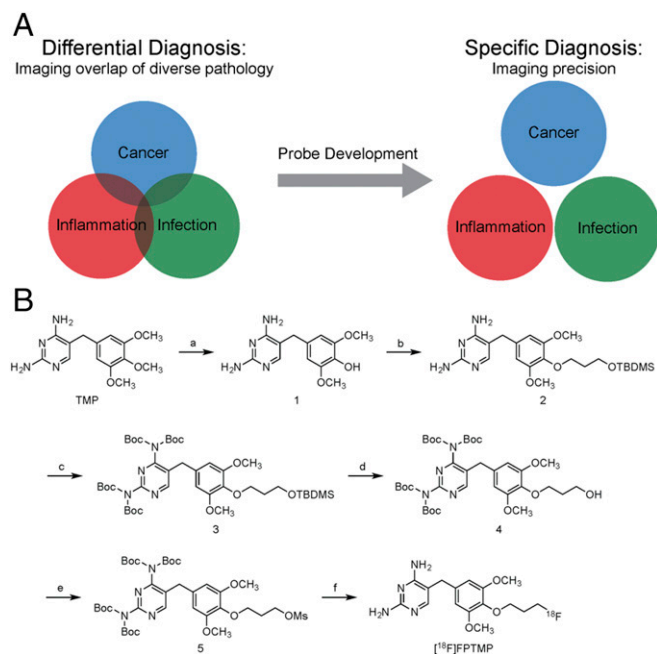 A
Differential Diagnosis:
Imaging overlap of diverse pathology
Specific Diagnosis:
Imaging precision
Cancer
Inflammation
Infection
Probe Development
Cancer
Inflammation
Infection
B
NH2
N
H2N
N
OCH3
OCH3
OCH3
TMP
a
NH2
N
H2N
N
OCH3
OH
OCH3
1
b
NH2
N
H2N
N
OCH3
O
OTBDMS
OCH3
2
c
Boc
N
Boc
N
Boc
N
N
Boc
OCH3
O
OTBDMS
OCH3
3
d
Boc
N
Boc
N
Boc
N
N
Boc
OCH3
O
OH
OCH3
4
e
Boc
N
Boc
N
Boc
N
N
Boc
OCH3
O
OMs
OCH3
5
f
NH2
N
H2N
N
OCH3
O
18F
OCH3
[18F]FPTMP